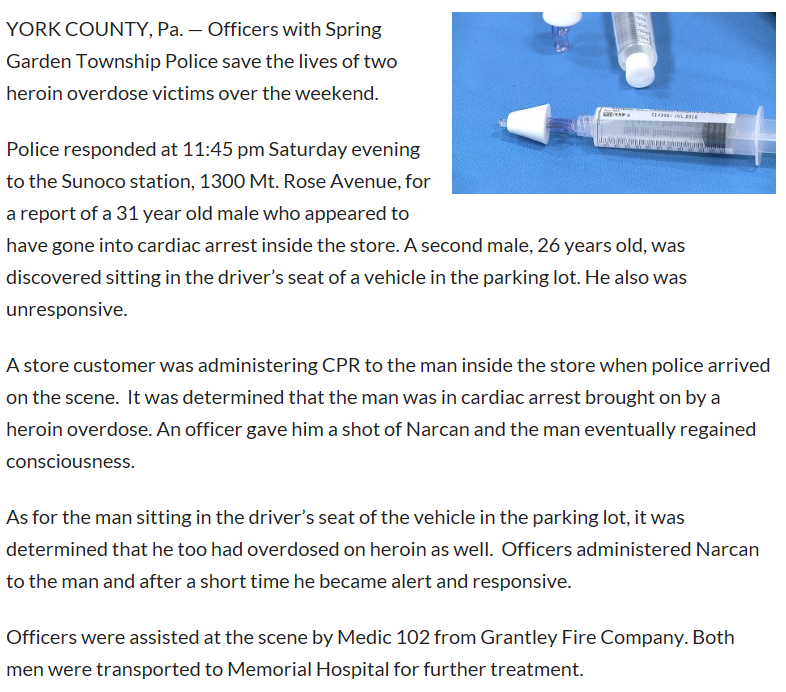 YORK COUNTY, Pa. — Officers with Spring
Garden Township Police save the lives of two
heroin overdose victims over the weekend.
Police responded at 11:45 pm Saturday evening
to the Sunoco station, 1300 Mt. Rose Avenue, for
a report of a 31 year old male who appeared to
have gone into cardiac arrest inside the store. A second male, 26 years old, was
discovered sitting in the driver’s seat of a vehicle in the parking lot. He also was
unresponsive.
A store customer was administering CPR to the man inside the store when police arrived
on the scene.  It was determined that the man was in cardiac arrest brought on by a
heroin overdose. An officer gave him a shot of Narcan and the man eventually regained
consciousness.
As for the man sitting in the driver’s seat of the vehicle in the parking lot, it was
determined that he too had overdosed on heroin as well.  Officers administered Narcan
to the man and after a short time he became alert and responsive.
Officers were assisted at the scene by Medic 102 from Grantley Fire Company. Both
men were transported to Memorial Hospital for further treatment.